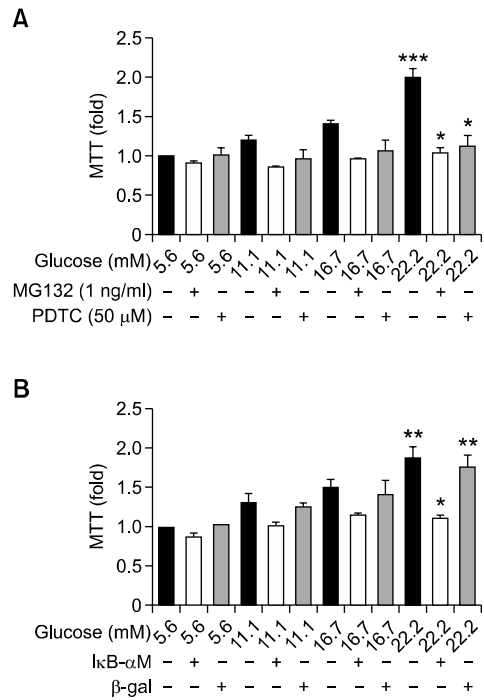 A
2.5
2.0
1.5
1.0
0.5
0
MTT (fold)
*** * *
Glucose (mM) 5.6 5.6 5.6 11.1 11.1 11.1 16.7 16.7 16.7 22.2 22.2 22.2
MG132 (1 ng/ml) – + – – + – – + – – + –
PDTC (50 μM) – – + – – + – – + – – +
B
2.5
2.0
1.5
1.0
0.5
0
MTT (fold)
** * **
Glucose (mM) 5.6 5.6 5.6 11.1 11.1 11.1 16.7 16.7 16.7 22.2 22.2 22.2
IκB-αM – + – – + – – + – – + –
β-gal – – + – – + – – + – – +